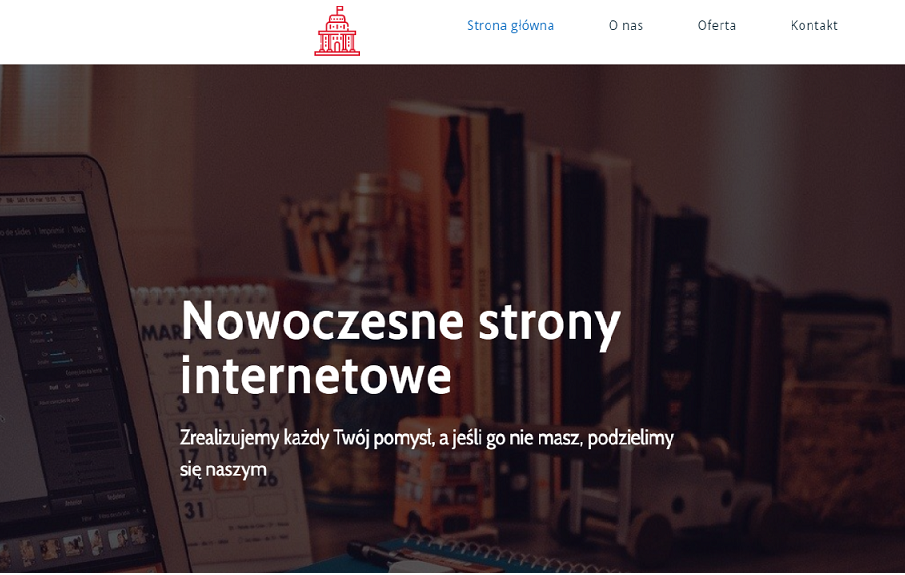 Strona główna O nas Oferta Kontakt
Nowoczesne strony
internetowe
Zrealizujemy każdy Twój pomysł, a jeśli go nie masz, podzielimy
się naszym